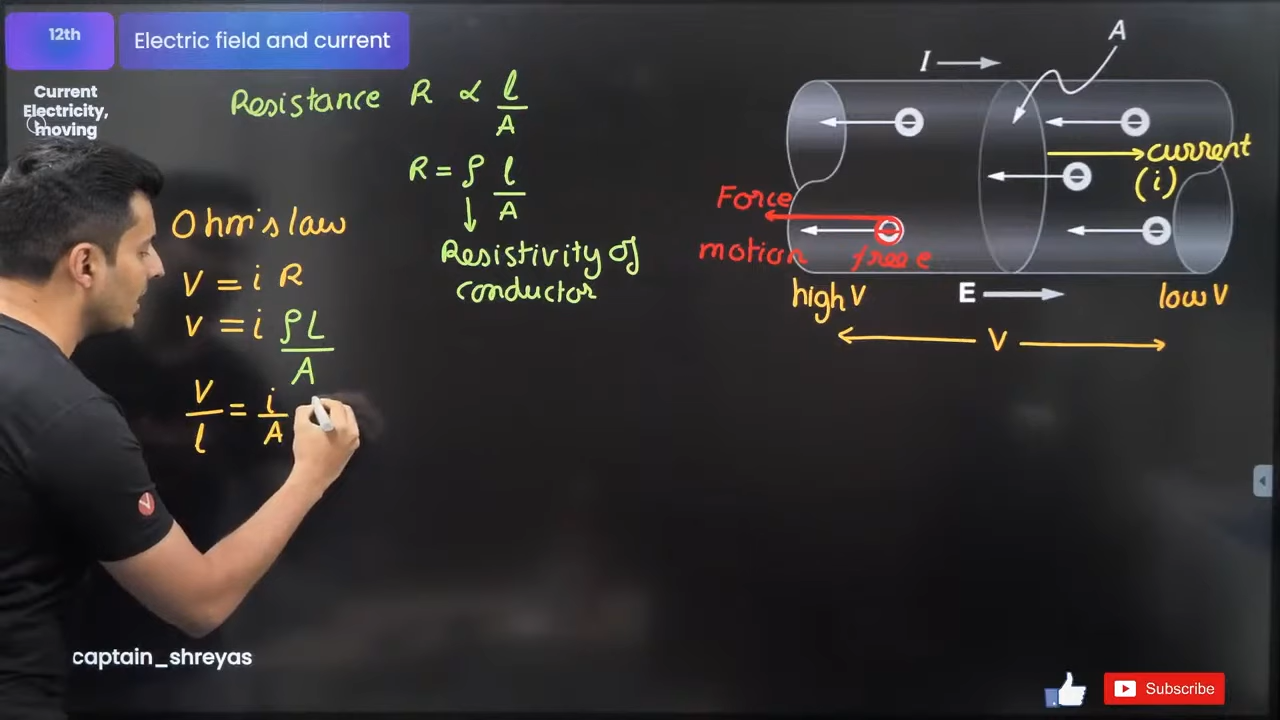 12th
Electric field and current
Current
Electricity,
moving
Resistance R ∝ l/A
R = ρ l/A
Resistivity of
conductor
Ohm's law
V = i R
V = i ρL/A
V/l = i/A
captain_shreyas
I
A
current
(i)
Force
motion
free e
high V
E
low V
V
Subscribe